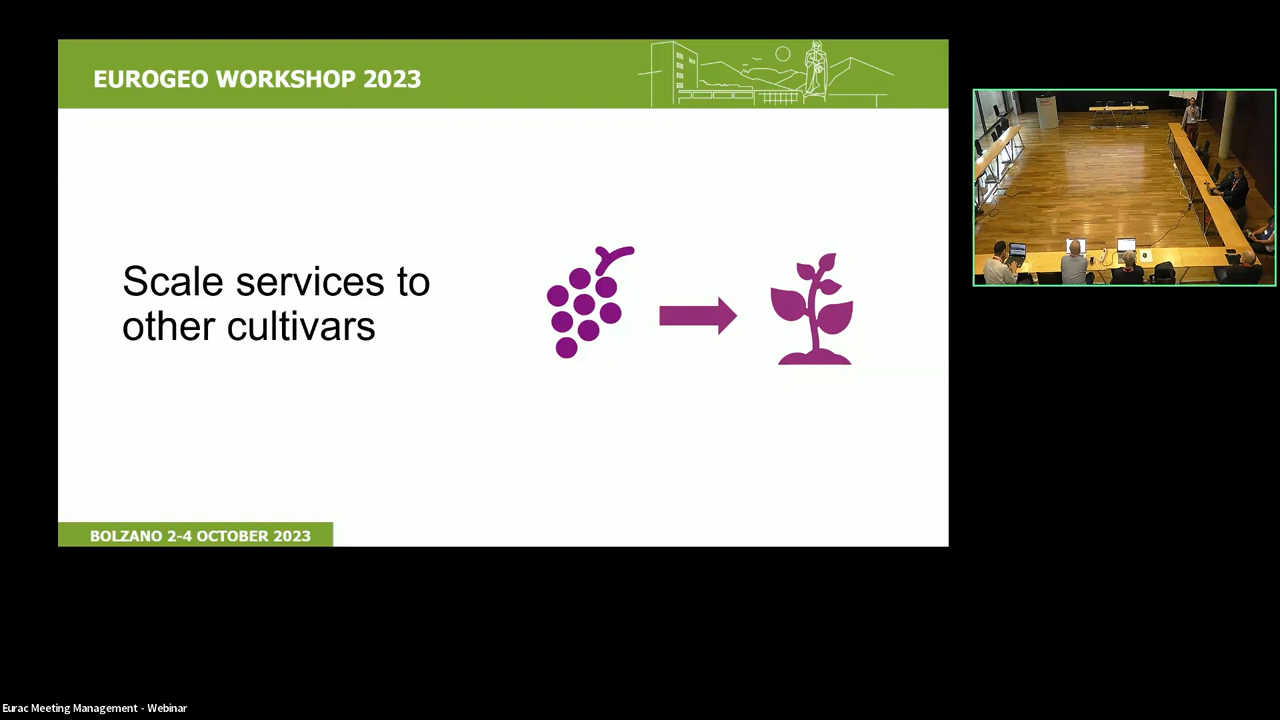 EUROGEO WORKSHOP 2023
Scale services to
other cultivars
BOLZANO 2-4 OCTOBER 2023
Eurac Meeting Management - Webinar